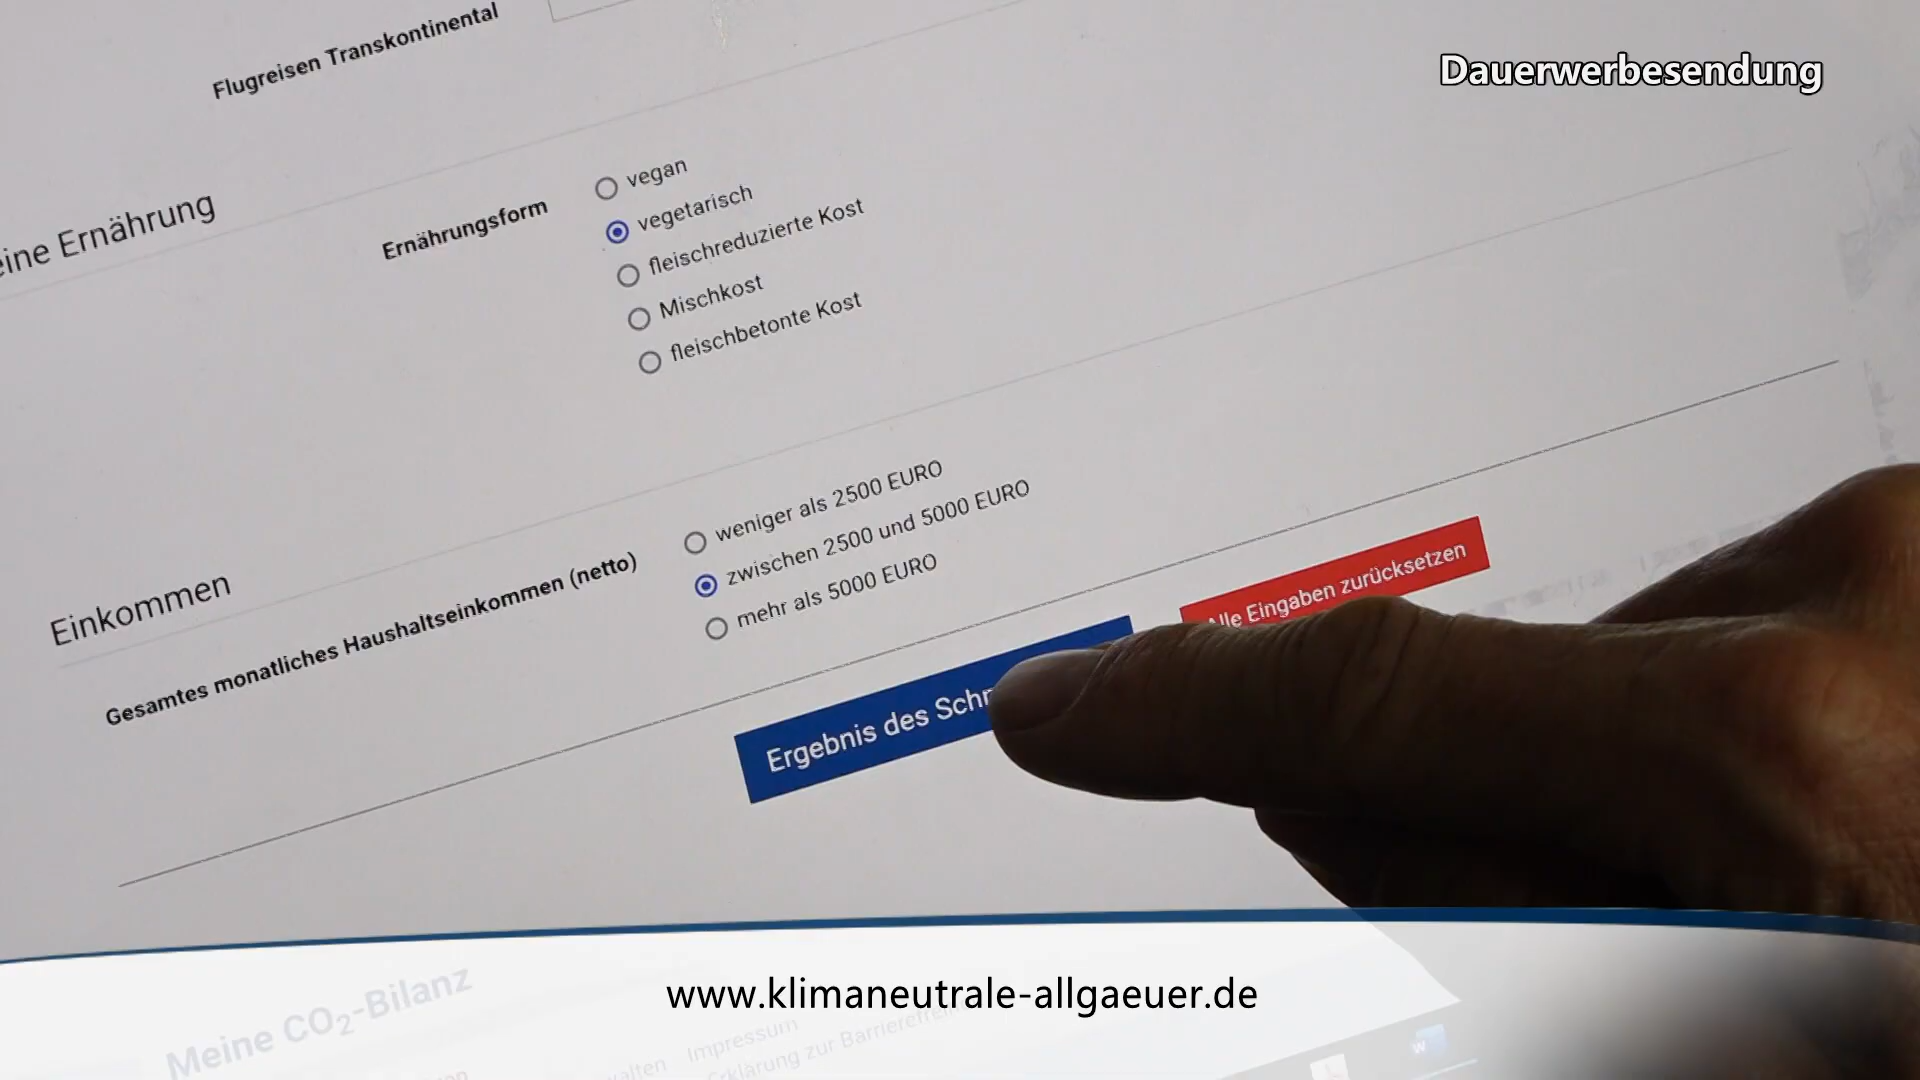 Dauerwerbesendung
Flugreisen Transkontinental
Ernährung
Ernährungsform
vegan
vegetarisch
fleischreduzierte Kost
Mischkost
fleischbetonte Kost
Einkommen
Gesamtes monatliches Haushaltseinkommen (netto)
weniger als 2500 EURO
zwischen 2500 und 5000 EURO
mehr als 5000 EURO
Alle Eingaben zurücksetzen
Ergebnis des
www.klimaneutrale-allgaeuer.de
Meine CO₂-Bilanz
Impressum
Erklärung zur